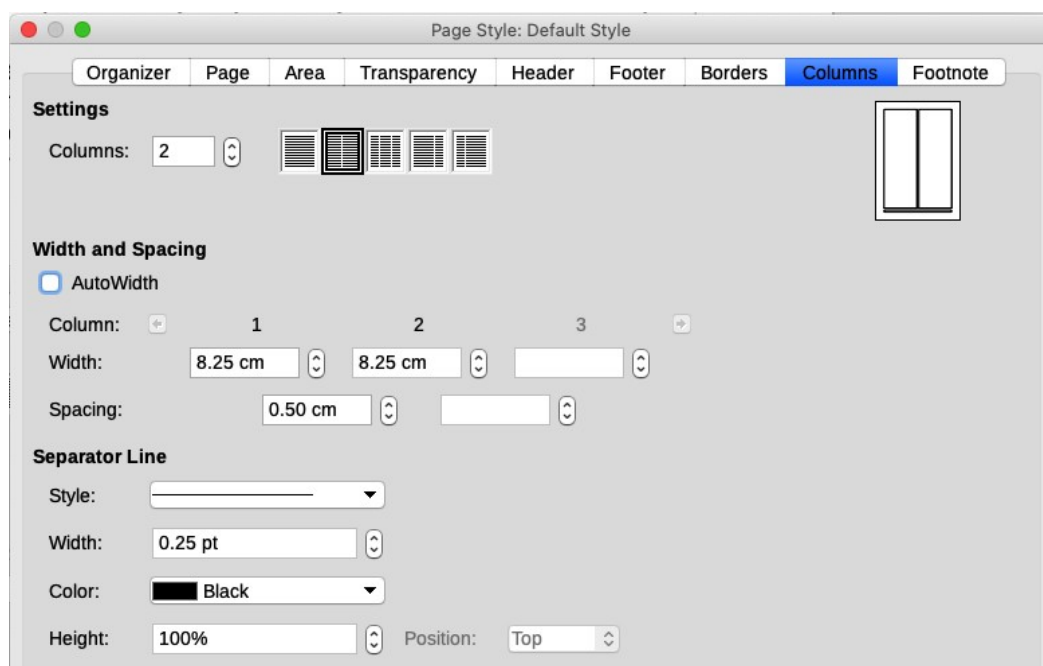 Page Style: Default Style
Organizer Page Area Transparency Header Footer Borders Columns Footnote
Settings
Columns: 2
Width and Spacing
AutoWidth
Column: 1 2 3
Width: 8.25 cm 8.25 cm
Spacing: 0.50 cm
Separator Line
Style:
Width: 0.25 pt
Color: Black
Height: 100% Position: Top